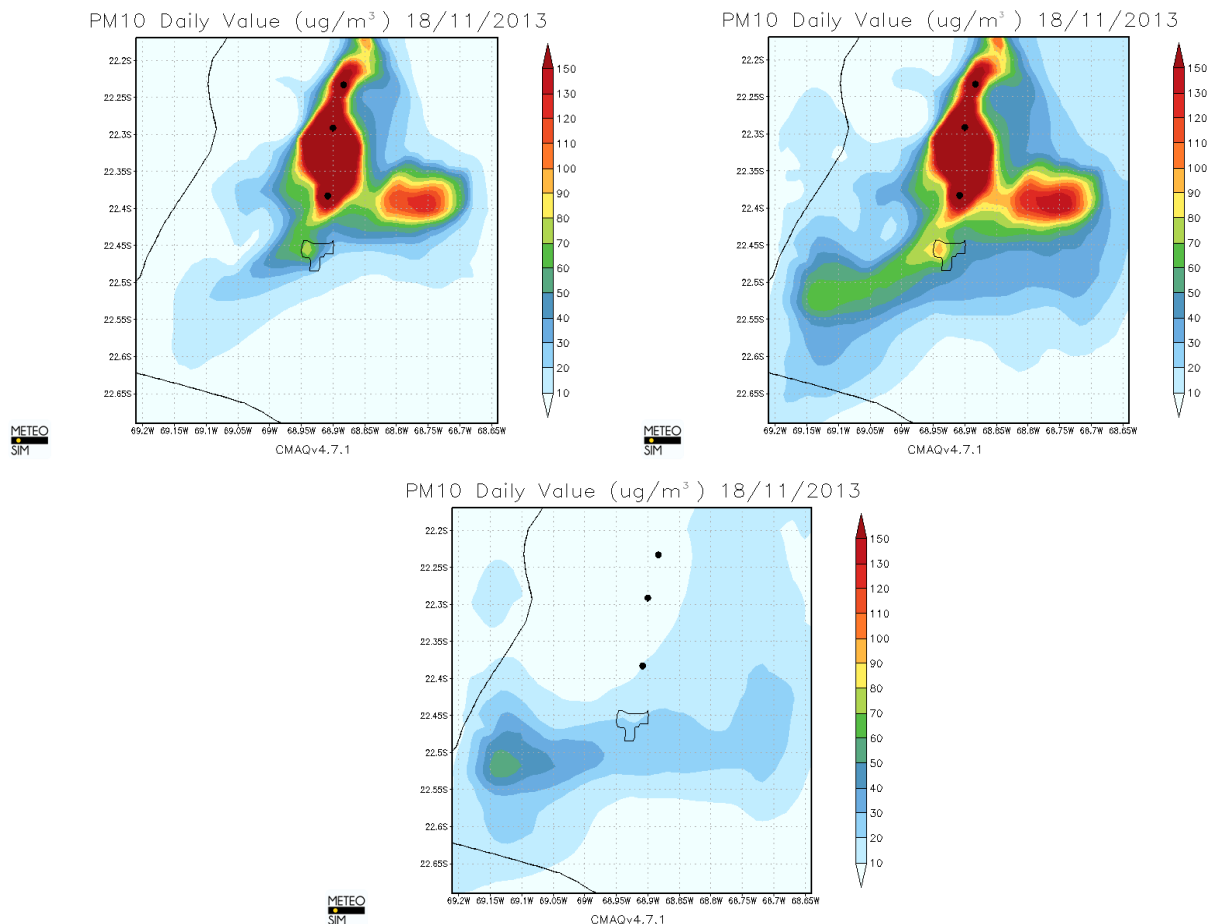 PM10 Daily Value (ug/m³) 18/11/2013
22.2S
22.25S
22.3S
22.35S
22.4S
22.45S
22.5S
22.55S
22.6S
22.65S
69.2W 69.15W 69.1W 69.05W 69W 68.95W 68.9W 68.85W 68.8W 68.75W 68.7W 68.65W
150
130
120
110
100
90
80
70
60
50
40
30
20
10
METEO
SIM
CMAQv4.7.1
PM10 Daily Value (ug/m³) 18/11/2013
22.2S
22.25S
22.3S
22.35S
22.4S
22.45S
22.5S
22.55S
22.6S
22.65S
69.2W 69.15W 69.1W 69.05W 69W 68.95W 68.9W 68.85W 68.8W 68.75W 68.7W 68.65W
150
130
120
110
100
90
80
70
60
50
40
30
20
10
METEO
SIM
CMAQv4.7.1
PM10 Daily Value (ug/m³) 18/11/2013
22.2S
22.25S
22.3S
22.35S
22.4S
22.45S
22.5S
22.55S
22.6S
22.65S
69.2W 69.15W 69.1W 69.05W 69W 68.95W 68.9W 68.85W 68.8W 68.75W 68.7W 68.65W
150
130
120
110
100
90
80
70
60
50
40
30
20
10
METEO
SIM
CMAQv4.7.1